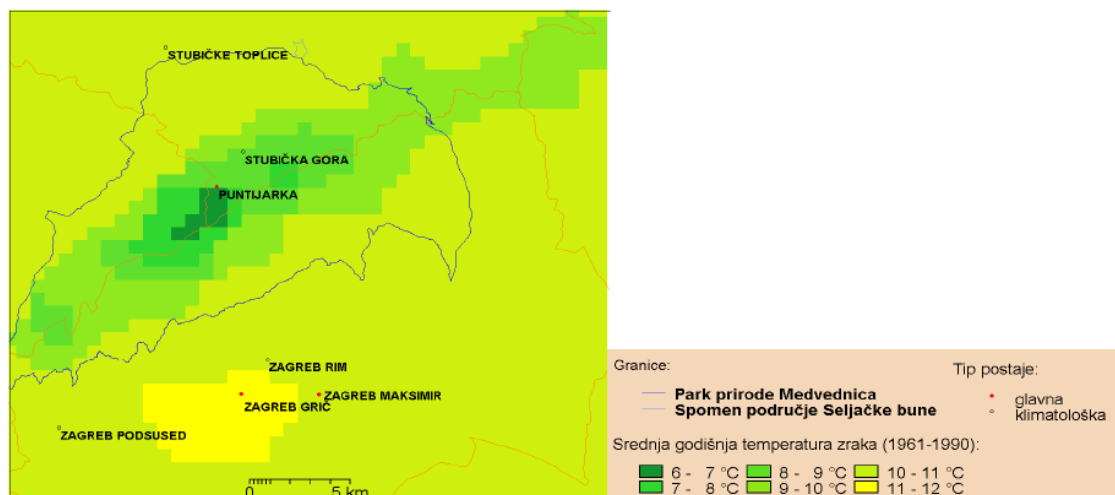 STUBIČKE TOPLICE
STUBIČKA GORA
PUNTIJARKA
ZAGREB RIM
ZAGREB GRIČ
ZAGREB MAKSIMIR
ZAGREB PODSUSED
0 5 km
Granice:
Park prirode Medvednica
Spomen područje Seljačke bune
Tip postaje:
glavna
klimatološka
Srednja godišnja temperatura zraka (1961-1990):
6 - 7 °C 8 - 9 °C 10 - 11 °C
7 - 8 °C 9 - 10 °C 11 - 12 °C